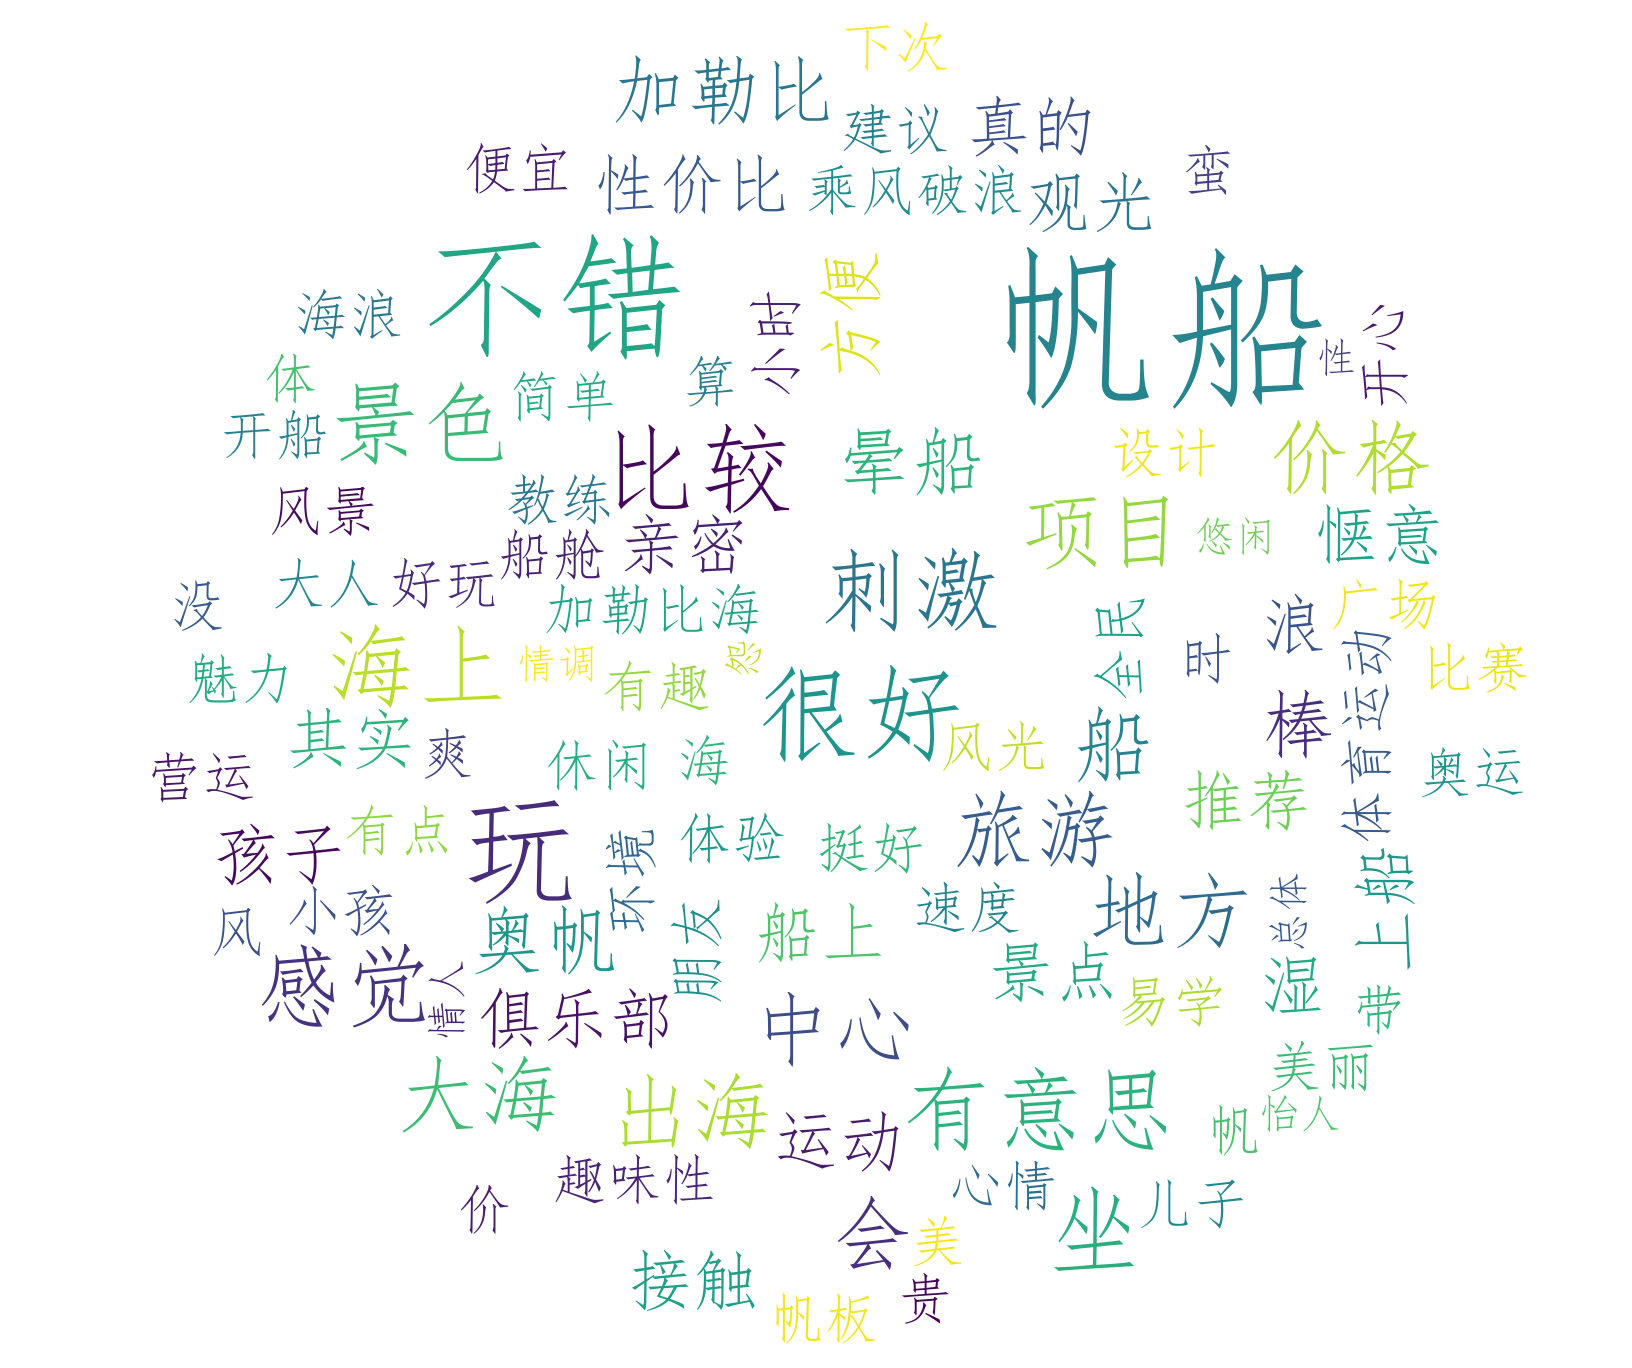 下次
加勒比
建议
真的
便宜
性价比
乘风破浪
观光
蛮
不错
帆船
海浪
小时
方便
开心
性
体
景色
简单
算
开船
比较
晕船
设计
价格
风景
教练
船舱
亲密
项目
悠闲
惬意
没
大人
好玩
加勒比海
刺激
全民
时
浪
广场
魅力
海上
情调
有趣
怨
很好
体育运动
比赛
其实
爽
休闲
海
风光
船
棒
营运
奥运
孩子
有点
玩
环境
体验
挺好
旅游
推荐
风
小孩
奥帆
朋友
船上
速度
地方
总体
上船
感觉
情人
俱乐部
中心
景点
易学
湿
带
大海
出海
运动
有意思
美丽
怡人
帆
价
趣味性
会
美
心情
坐
儿子
接触
帆板
贵